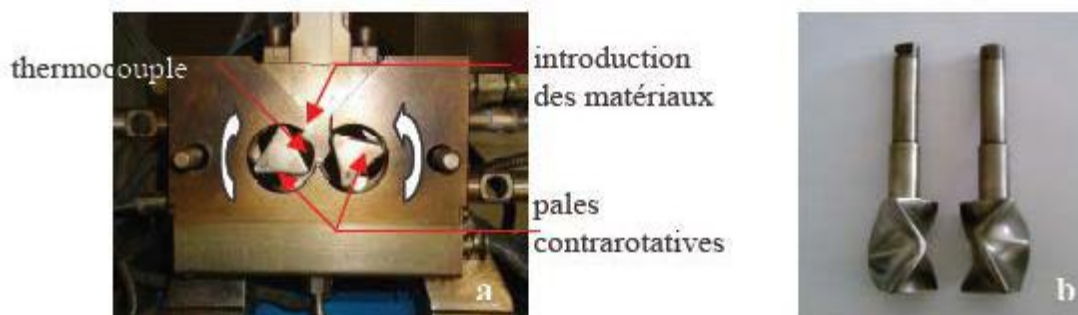 thermocouple
introduction
des matériaux
pales
contrarotatives
a
b